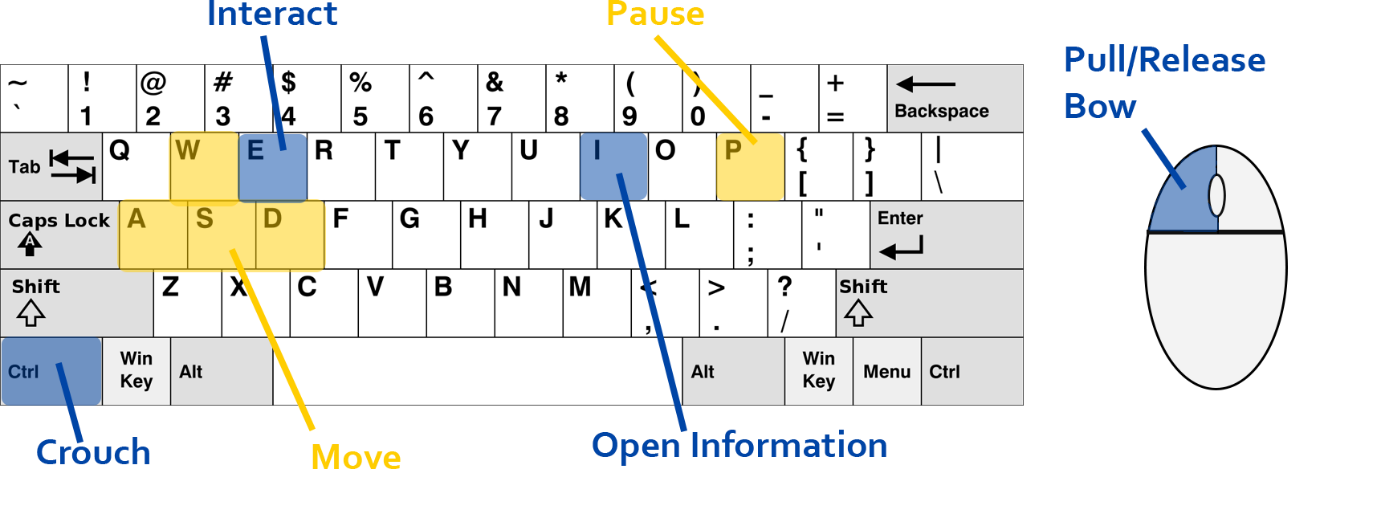 Interact
Pause
Pull/Release
Bow
~ ! @ # $ % ^ & * ( ) _ +
` 1 2 3 4 5 6 7 8 9 0 - = Backspace
Tab Q W E R T Y U I O P { } |
[ ] \
Caps Lock A S D F G H J K L : " Enter
A ; '
Shift Z X C V B N M < > ? Shift
, . /
Ctrl Win Key Alt Alt Win Key Menu Ctrl
Crouch
Move
Open Information